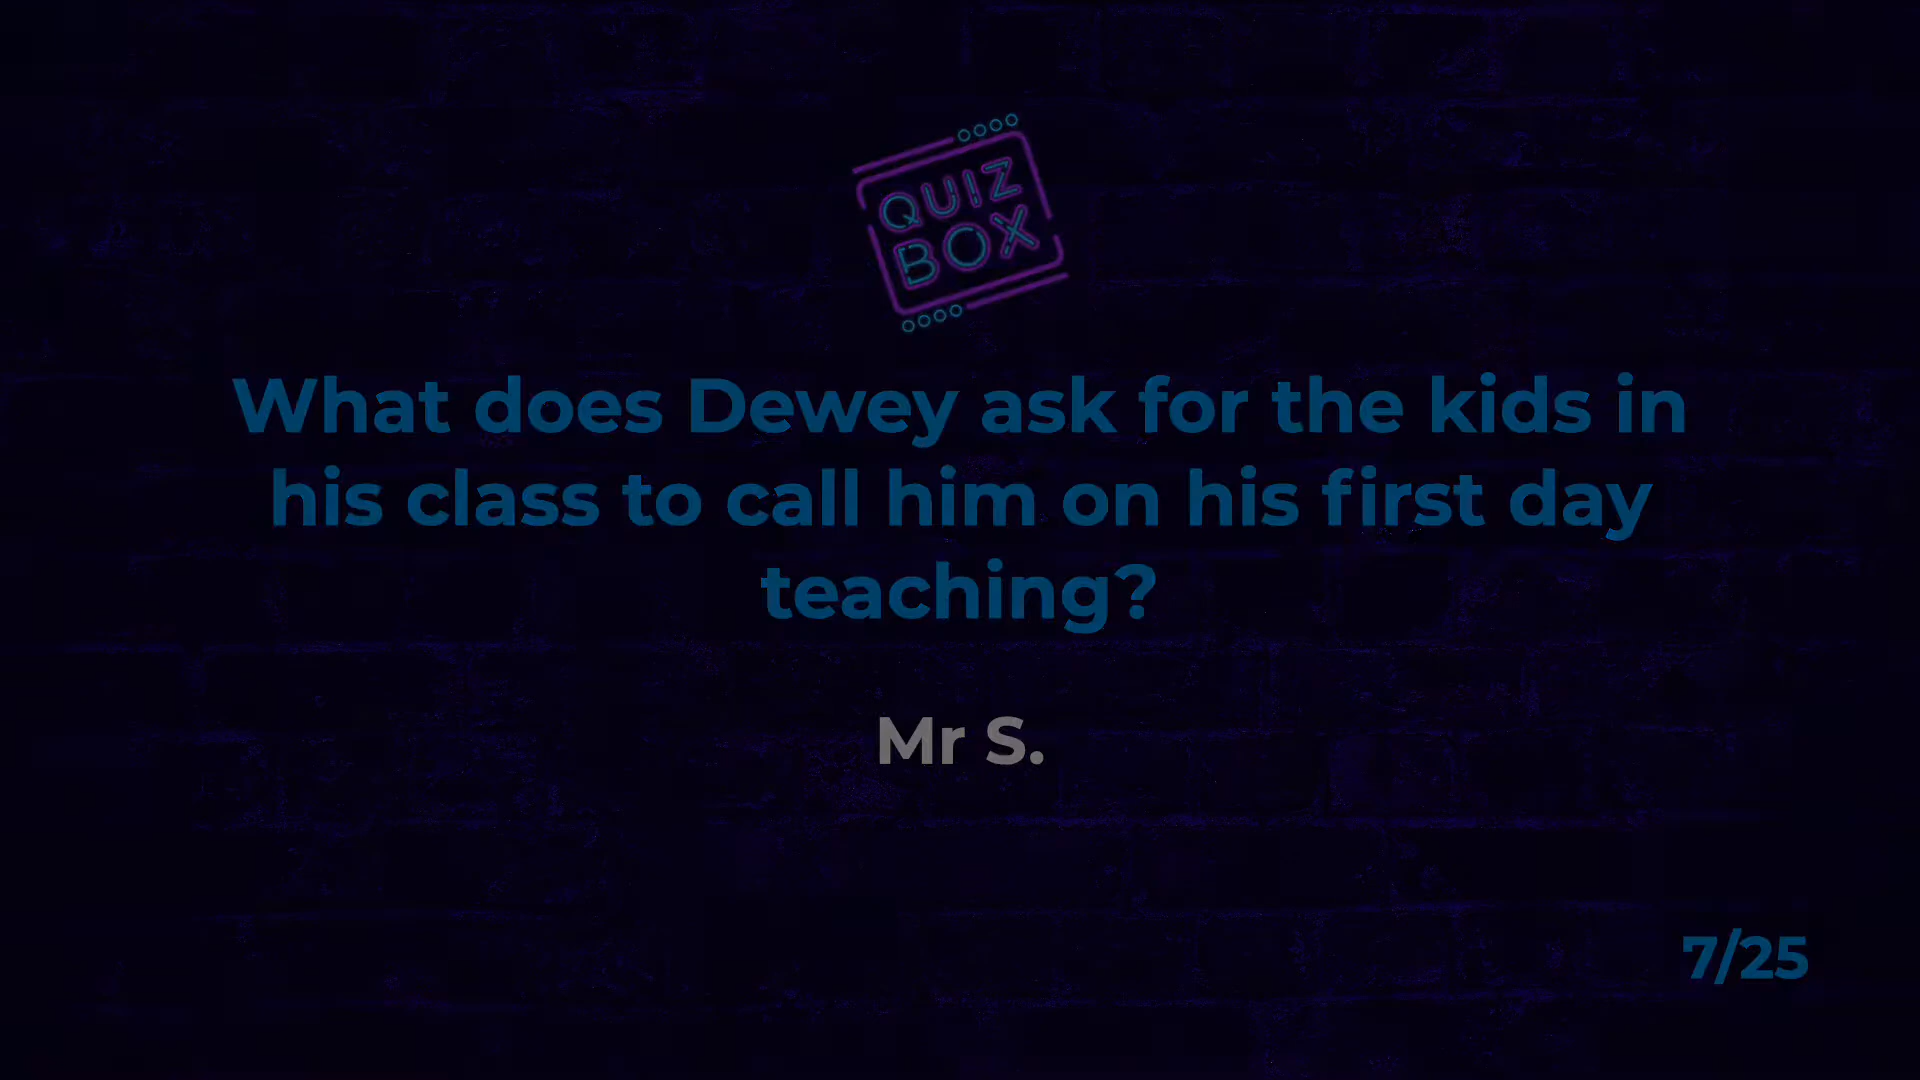 QUIZ
BOX
What does Dewey ask for the kids in
his class to call him on his first day
teaching?
Mr S.
7/25